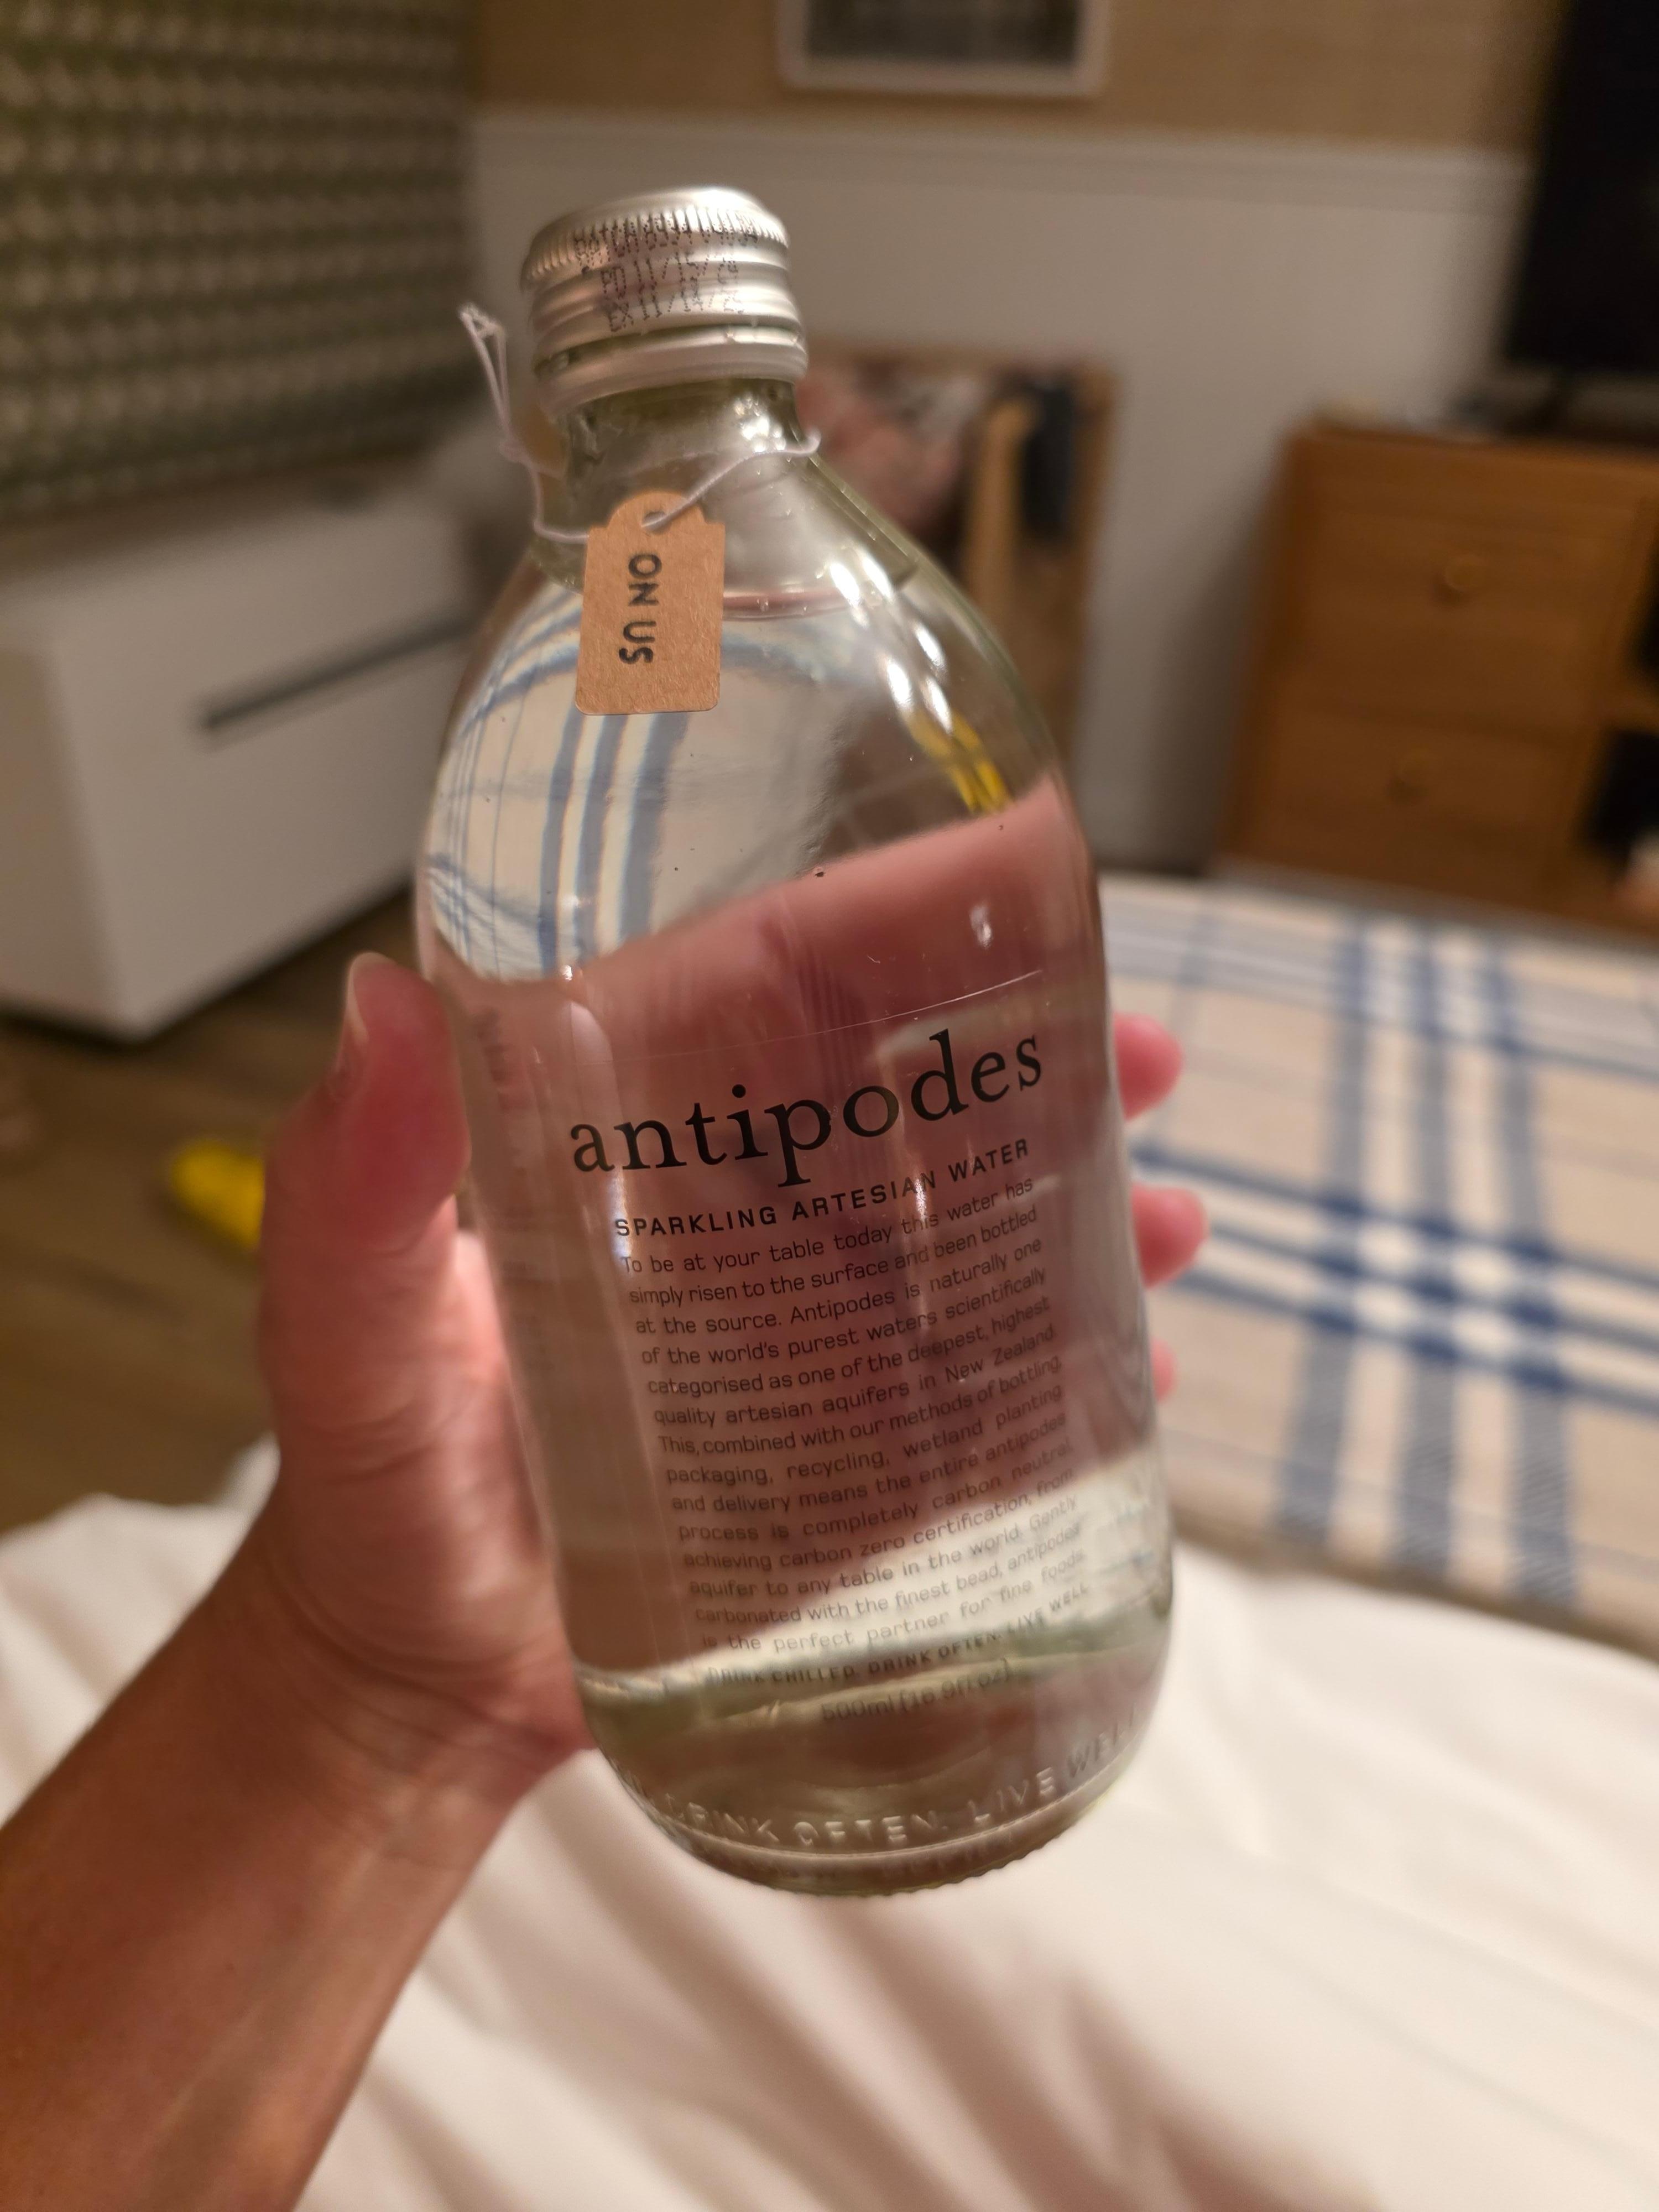 ON US
antipodes
SPARKLING ARTESIAN WATER
To be at your table today this water has
simply risen to the surface and been bottled
at the source. Antipodes is naturally one
of the world's purest waters scientifically
categorised as one of the deepest, highest
quality artesian aquifers in New Zealand.
This, combined with our methods of bottling,
packaging, recycling, wetland planting
and delivery means the entire antipodes
process is completely carbon neutral,
achieving carbon zero certification, from
aquifer to any table in the world. Gently
carbonated with the finest bead, antipodes
is the perfect partner for fine foods.
DRINK CHILLED. DRINK OFTEN. LIVE WELL
500ml (16.9fl oz)
DRINK OFTEN. LIVE WELL